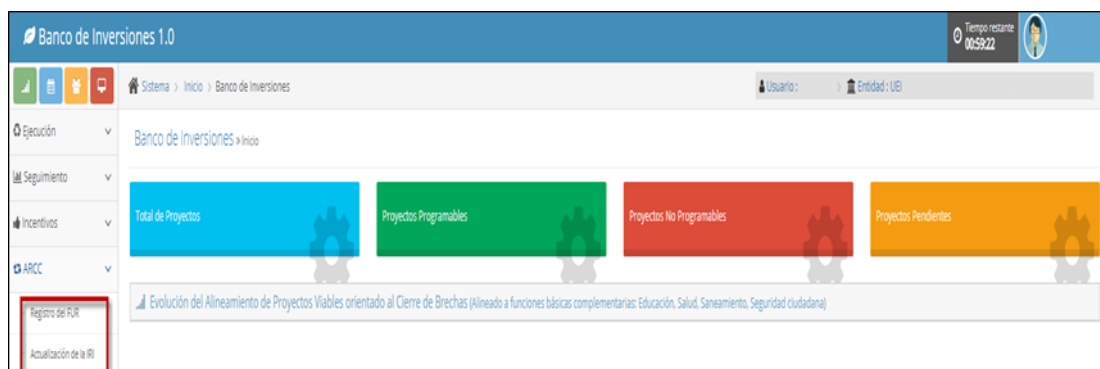 Banco de Inversiones 1.0
Tiempo restante
00:59:22
Sistema > Inicio > Banco de Inversiones
Usuario : > Entidad : UEI
Ejecución
Banco de Inversiones » Inicio
Seguimiento
Incentivos
ARCC
Total de Proyectos
Proyectos Programables
Proyectos No Programables
Proyectos Pendientes
Evolución del Alineamiento de Proyectos Viables orientado al Cierre de Brechas (Alineado a funciones básicas complementarias: Educación, Salud, Saneamiento, Seguridad ciudadana)
Registro del FUR
Actualización de la IRI